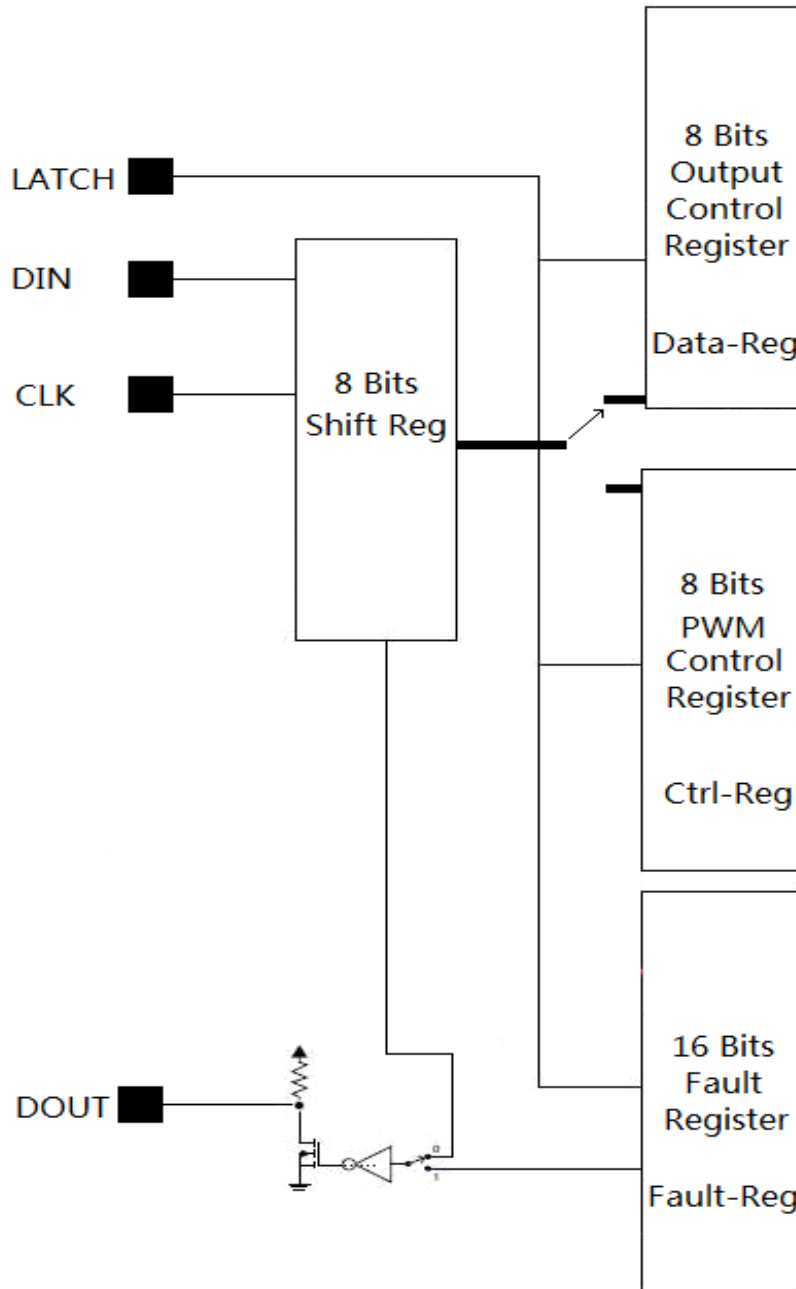 LATCH
DIN
CLK
8 Bits
Shift Reg
8 Bits
Output
Control
Register
Data-Reg
8 Bits
PWM
Control
Register
Ctrl-Reg
16 Bits
Fault
Register
Fault-Reg
DOUT
0
1